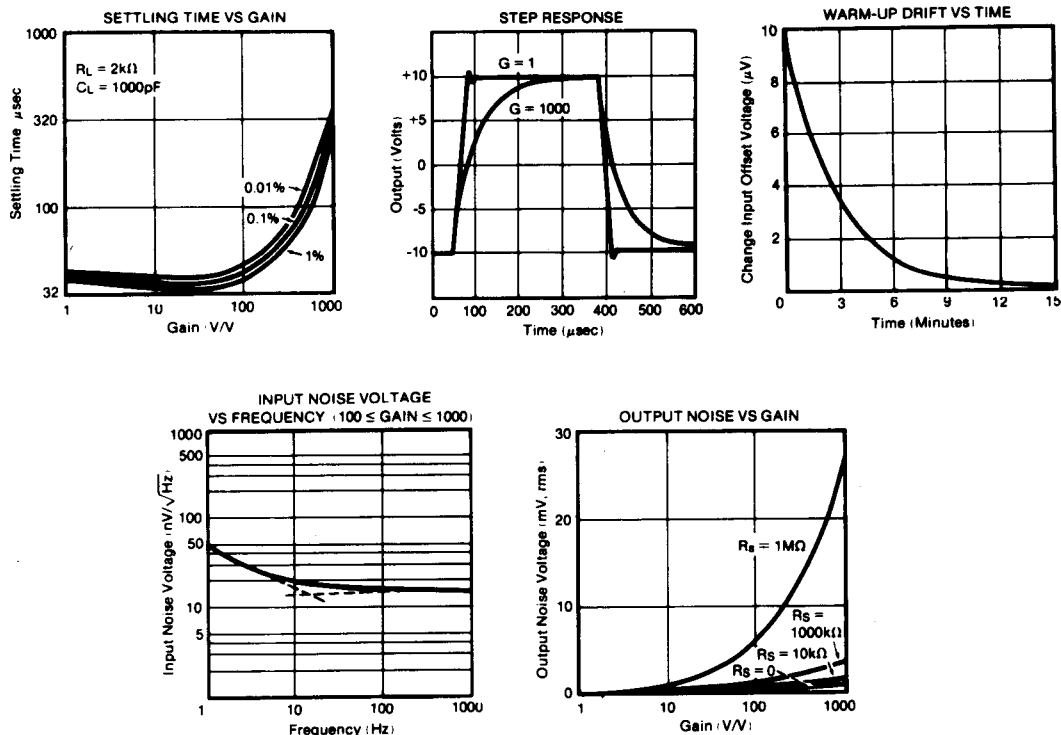 SETTLING TIME VS GAIN
1000
320
100
32
Settling Time μsec
RL = 2kΩ
CL = 1000pF
0.01%
0.1%
1%
1 10 100 1000
Gain (V/V)
STEP RESPONSE
Output (Volts)
+10
+5
0
-5
-10
G = 1
G = 1000
0 100 200 300 400 500 600
Time (μsec)
WARM-UP DRIFT VS TIME
Change Input Offset Voltage (μV)
10
8
6
4
2
0 3 6 9 12 15
Time (Minutes)
INPUT NOISE VOLTAGE
VS FREQUENCY (100 ≤ GAIN ≤ 1000)
Input Noise Voltage (nV/√Hz)
1000
500
100
50
10
5
1 10 100 1000
Frequency (Hz)
OUTPUT NOISE VS GAIN
Output Noise Voltage (mV, rms)
30
20
10
0
Rs = 1MΩ
RS =
1000kΩ
RS = 10kΩ
RS = 0
1 10 100 1000
Gain (V/V)